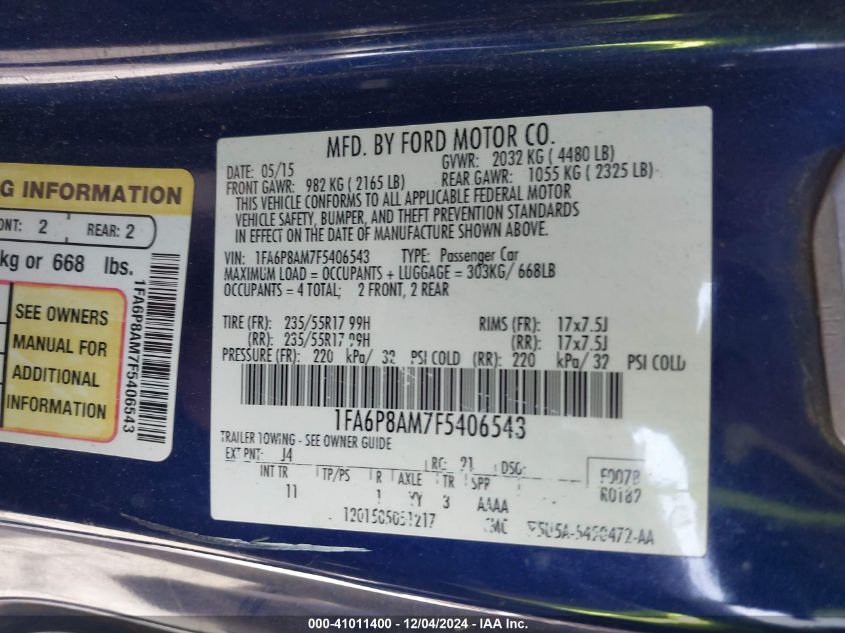 G INFORMATION
ONT: 2 REAR: 2
kg or 668 lbs.
SEE OWNERS
MANUAL FOR
ADDITIONAL
INFORMATION
1FA6P8AM7F5406543
MFD. BY FORD MOTOR CO.
DATE: 05/15 GVWR: 2032 KG ( 4480 LB)
FRONT GAWR: 982 KG ( 2165 LB) REAR GAWR: 1055 KG ( 2325 LB)
THIS VEHICLE CONFORMS TO ALL APPLICABLE FEDERAL MOTOR
VEHICLE SAFETY, BUMPER, AND THEFT PREVENTION STANDARDS
IN EFFECT ON THE DATE OF MANUFACTURE SHOWN ABOVE.
VIN: 1FA6P8AM7F5406543 TYPE: Passenger Car
MAXIMUM LOAD = OCCUPANTS + LUGGAGE = 303KG/ 668LB
OCCUPANTS = 4 TOTAL; 2 FRONT, 2 REAR
TIRE (FR): 235/55R17 99H RIMS (FR): 17x7.5J
(RR): 235/55R17 99H (RR): 17x7.5J
PRESSURE (FR): 220 kPa/ 32 PSI COLD (RR): 220 kPa/ 32 PSI COLD
1FA6P8AM7F5406543
TRAILER TOWING - SEE OWNER GUIDE
EXT PNT: J4 RC: 21 DSO: F0078
INT TR TP/PS R AXLE TR SPR R0182
11 1 YY 3 AAAA
000-41011400 - 12/04/2024 - IAA Inc.